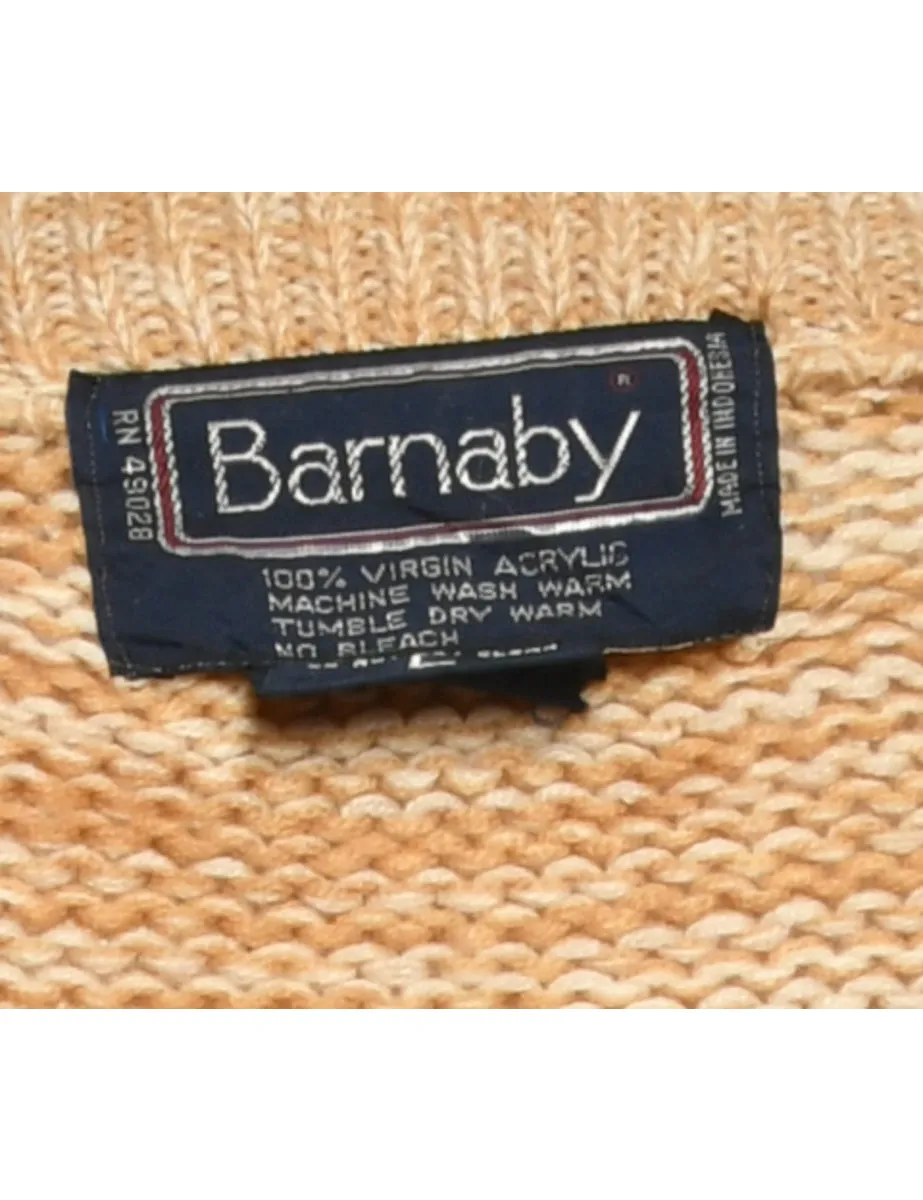 Barnaby
RN 49028
MADE IN INDONESIA
100% VIRGIN ACRYLIC
MACHINE WASH WARM
TUMBLE DRY WARM
NO BLEACH